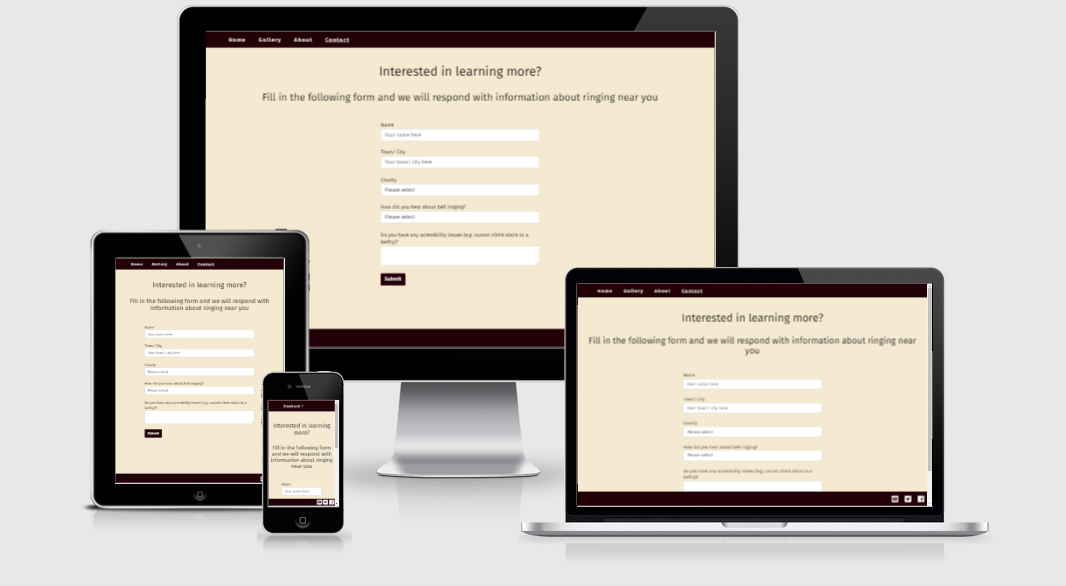 Home Gallery About Contact
Interested in learning more?
Fill in the following form and we will respond with information about ringing near you
Name
Your name here
Town/ City
Your town/ city here
County
Please select
How did you hear about bell ringing?
Please select
Do you have any accessibility issues (e.g. cannot climb stairs to a
belfry)?
Submit
Home Gallery About Contact
Interested in learning more?
Fill in the following form and we will respond with
information about ringing near you
Name
Your name here
Town/ City
Your town/ city here
County
Please select
How did you hear about bell ringing?
Please select
Do you have any accessibility issues (e.g. cannot climb stairs to a
belfry)?
Submit
Contact
Interested in learning
more?
Fill in the following form
and we will respond with
information about ringing
near you
Name
Your name here
Home Gallery About Contact
Interested in learning more?
Fill in the following form and we will respond with information about ringing near
you
Name
Your name here
Town/ City
Your town/ city here
County
Please select
How did you hear about bell ringing?
Please select
Do you have any accessibility issues (e.g. cannot climb stairs to a
belfry)?